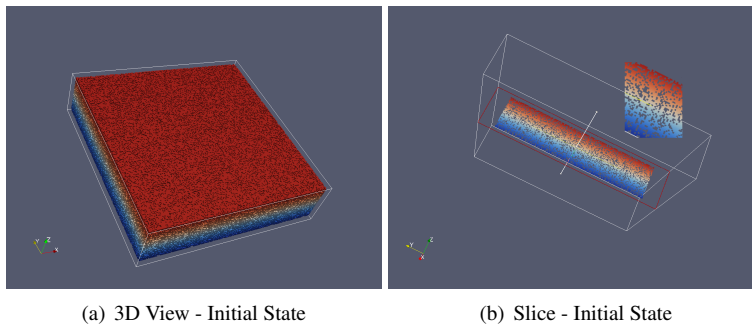 Y Z X
Y Z X
(a) 3D View - Initial State
(b) Slice - Initial State